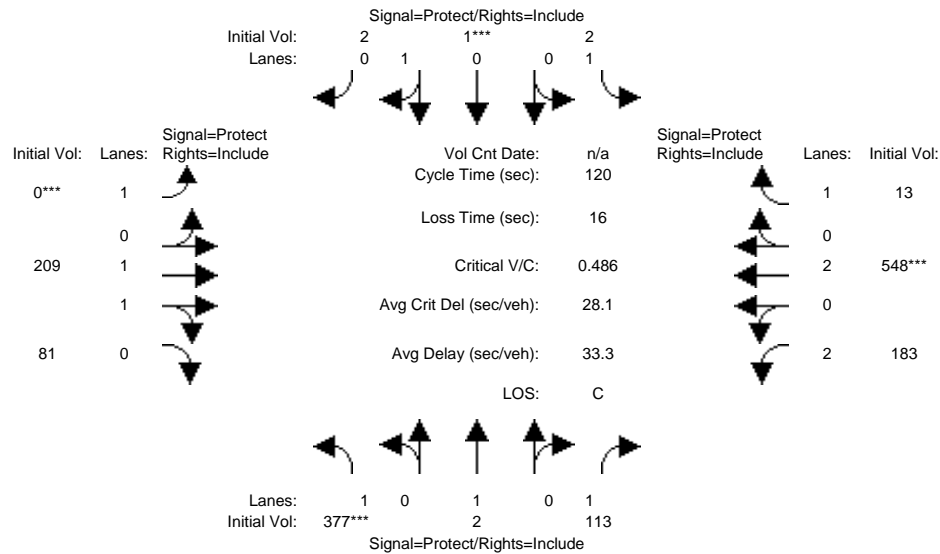 Signal=Protect/Rights=Include
Initial Vol: 2 1*** 2
Lanes: 0 1 0 0 1
Signal=Protect Signal=Protect
Initial Vol: Lanes: Rights=Include Vol Cnt Date: n/a Rights=Include Lanes: Initial Vol:
Cycle Time (sec): 120
0*** 1 1 13
Loss Time (sec): 16
0 0
209 1 Critical V/C: 0.486 2 548***
1 Avg Crit Del (sec/veh): 28.1 0
81 0 Avg Delay (sec/veh): 33.3 2 183
LOS: C
Lanes: 1 0 1 0 1
Initial Vol: 377*** 2 113
Signal=Protect/Rights=Include